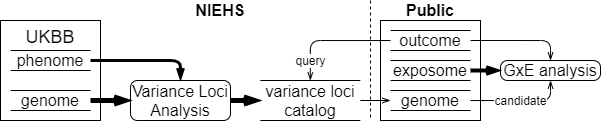 NIEHS
Public
UKBB
phenome
genome
Variance Loci
Analysis
variance loci
catalog
query
outcome
exposome
genome
candidate
GxE analysis